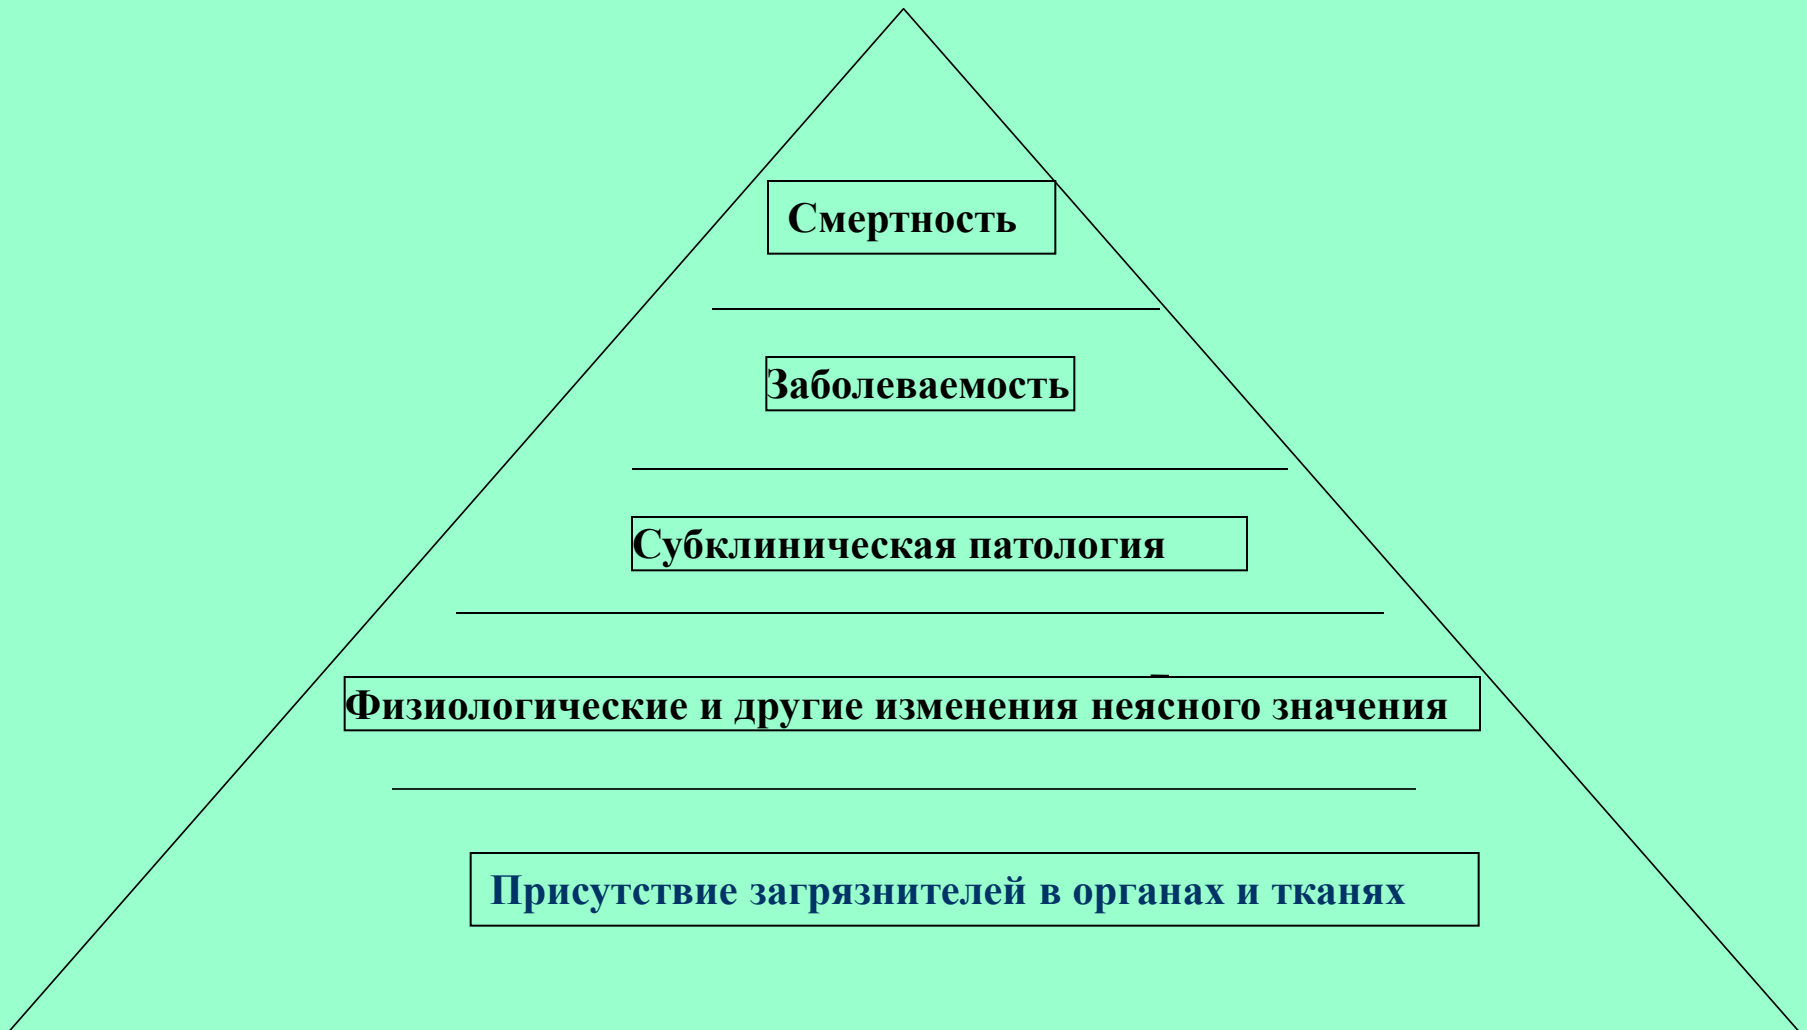 Смертность
Заболеваемость
Субклиническая патология
Физиологические и другие изменения неясного значения
Присутствие загрязнителей в органах и тканях